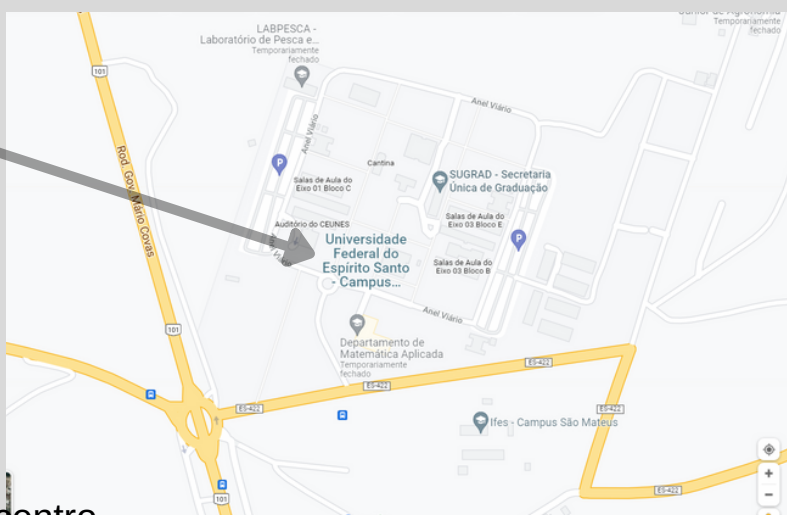 LABPESCA -
Laboratório de Pesca e...
Temporariamente
fechado
Temporariamente
fechado
101
Anel Viário
Anel Viário
Rod. Gov. Mário Covas
P
Cantina
Salas de Aula do
Eixo 01 Bloco C
SUGRAD - Secretaria
Única de Graduação
Salas de Aula do
Eixo 03 Bloco E
Auditório do CEUNES
P
Universidade
Federal do
Espírito Santo
- Campus...
Salas de Aula do
Eixo 03 Bloco B
Anel Viário
101
Departamento de
Matemática Aplicada
Temporariamente
fechado
ES-422
ES-422
ES-422
ES-422
Ifes - Campus São Mateus
ES-422
101
+
−